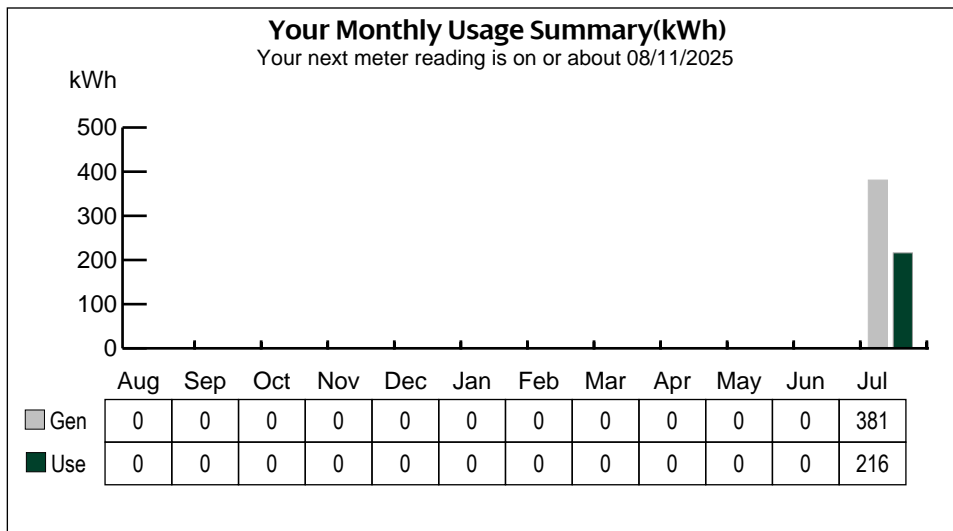 Your Monthly Usage Summary(kWh)
Your next meter reading is on or about 08/11/2025
kWh
500
400
300
200
100
0
Aug Sep Oct Nov Dec Jan Feb Mar Apr May Jun Jul
Gen 0 0 0 0 0 0 0 0 0 0 0 381
Use 0 0 0 0 0 0 0 0 0 0 0 216